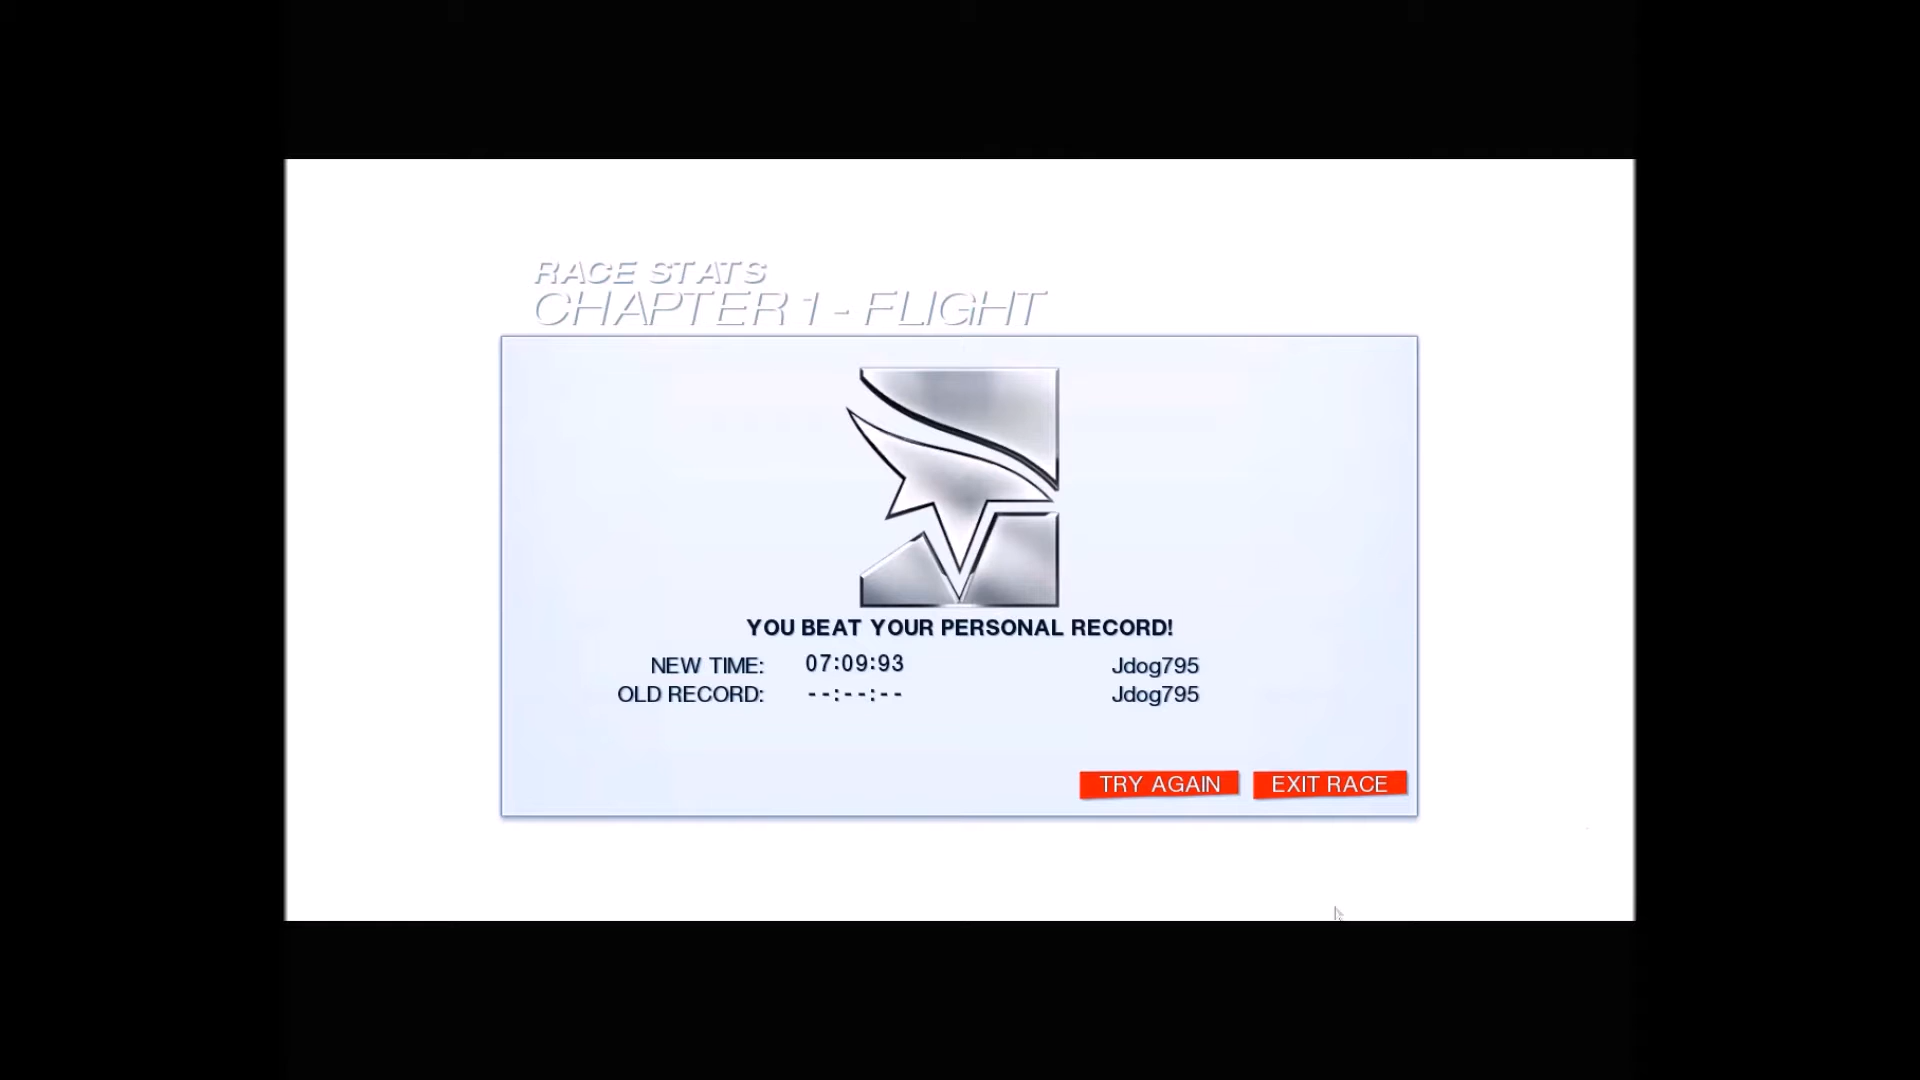 RACE STATS
CHAPTER 1 - FLIGHT
YOU BEAT YOUR PERSONAL RECORD!
NEW TIME: 07:09:93 Jdog795
OLD RECORD: --:--:-- Jdog795
TRY AGAIN EXIT RACE